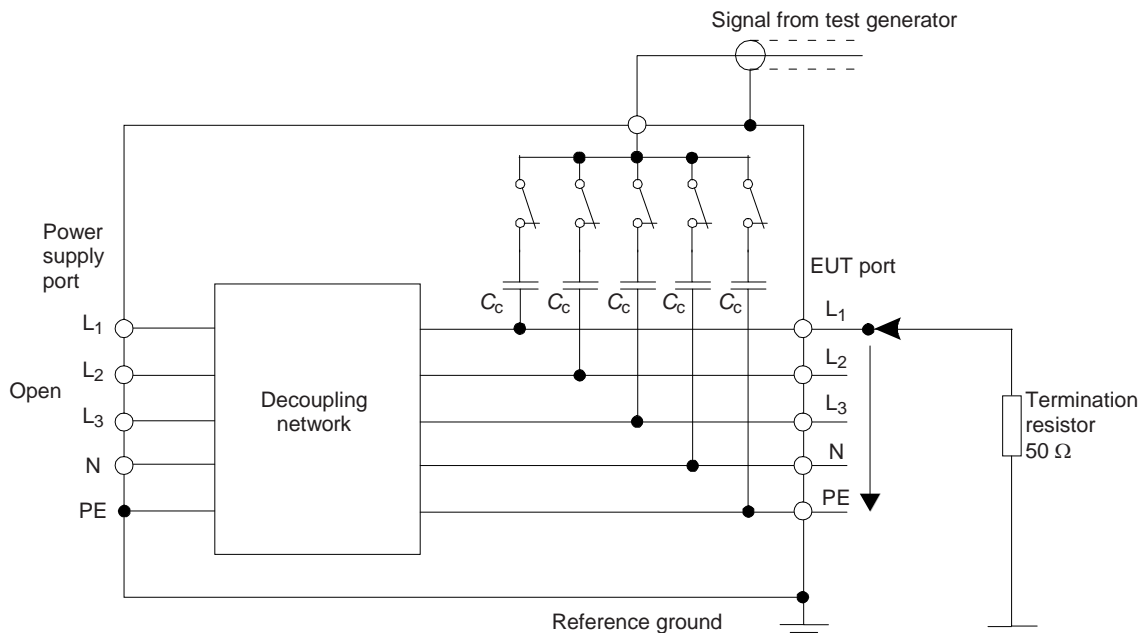 Signal from test generator
Power
supply
port
EUT port
Cc Cc Cc Cc Cc
L1
L1
L2
L2
Open
Decoupling
network
L3
L3
Termination
resistor
50 Ω
N
N
PE
PE
Reference ground